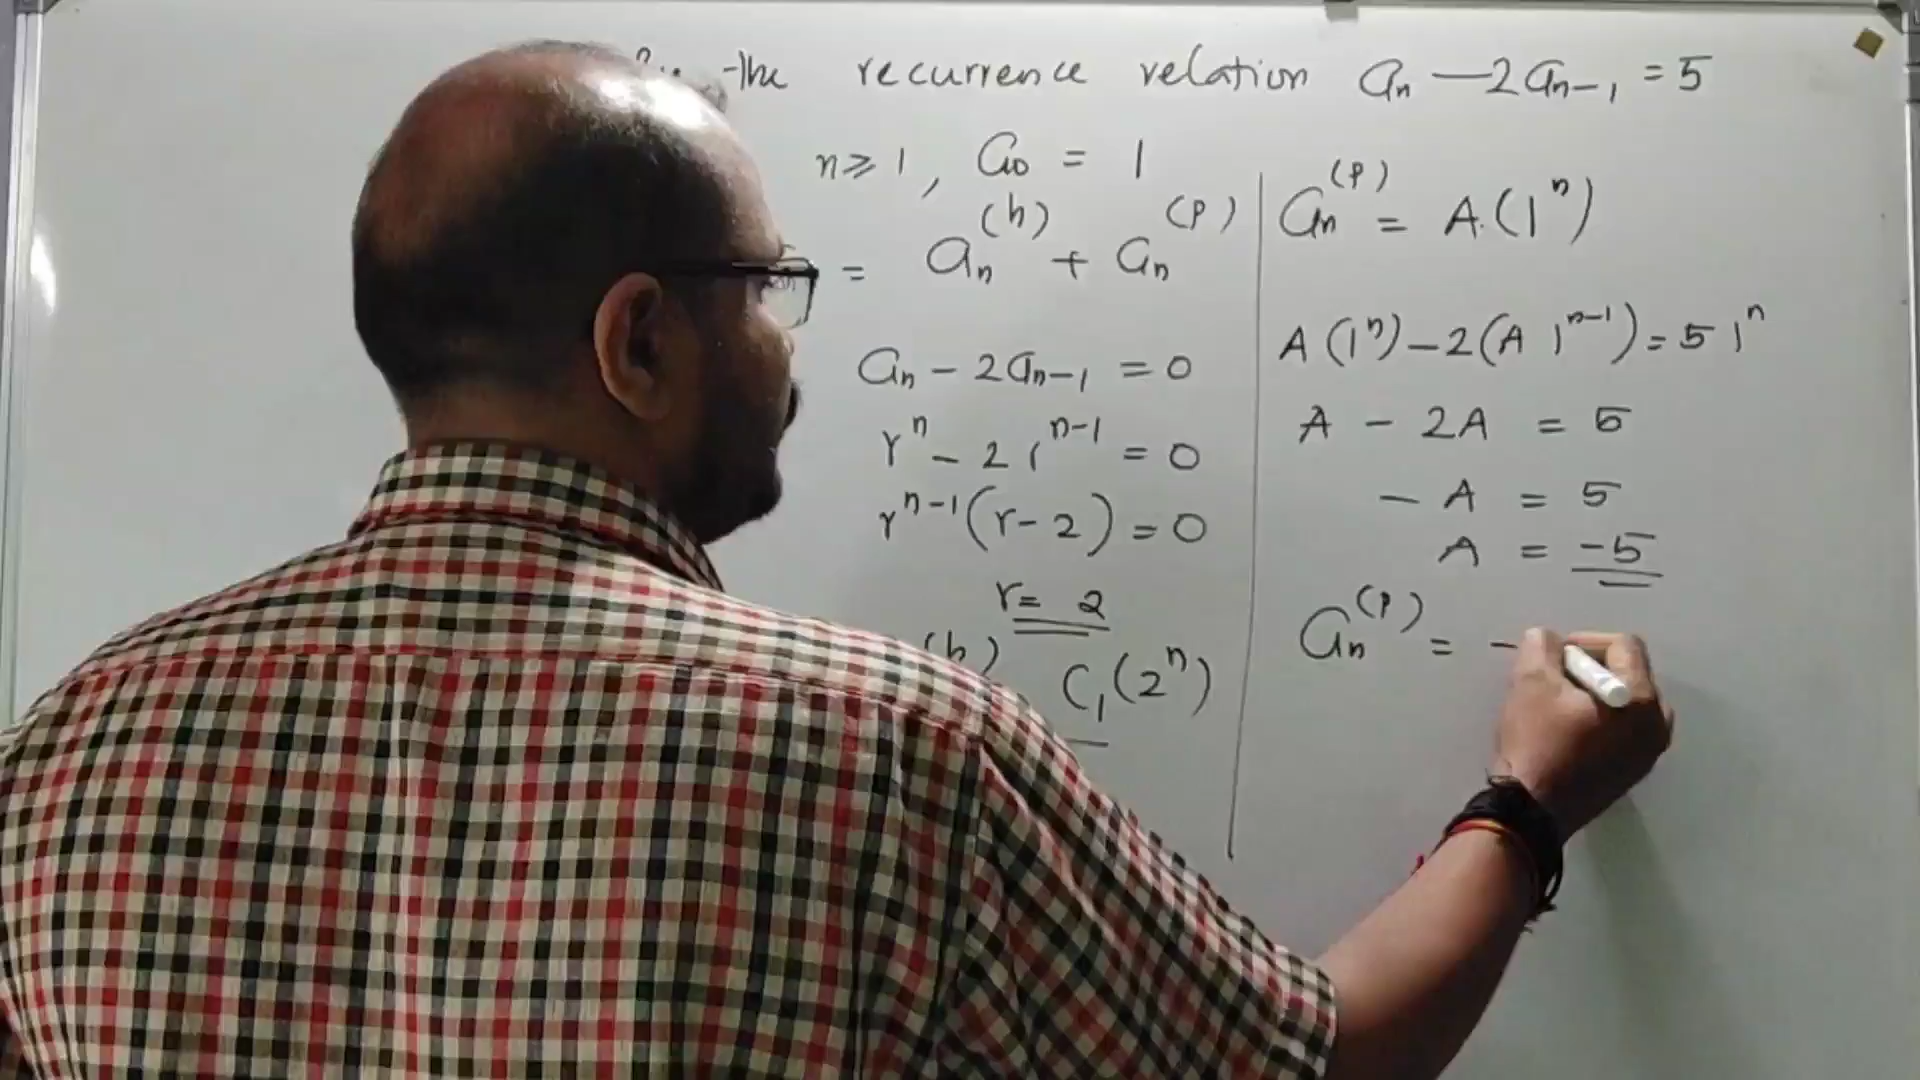 the recurrence relation aₙ — 2aₙ₋₁ = 5
n ≥ 1, a₀ = 1
= aₙ⁽ʰ⁾ + aₙ⁽ᵖ⁾
aₙ - 2aₙ₋₁ = 0
rⁿ - 2rⁿ⁻¹ = 0
rⁿ⁻¹(r - 2) = 0
r = 2
(h) C₁(2ⁿ)
aₙ⁽ᵖ⁾ = A.(1ⁿ)
A(1ⁿ) - 2(A 1ⁿ⁻¹) = 5 1ⁿ
A - 2A = 5
- A = 5
A = -5
aₙ⁽ᵖ⁾ = -